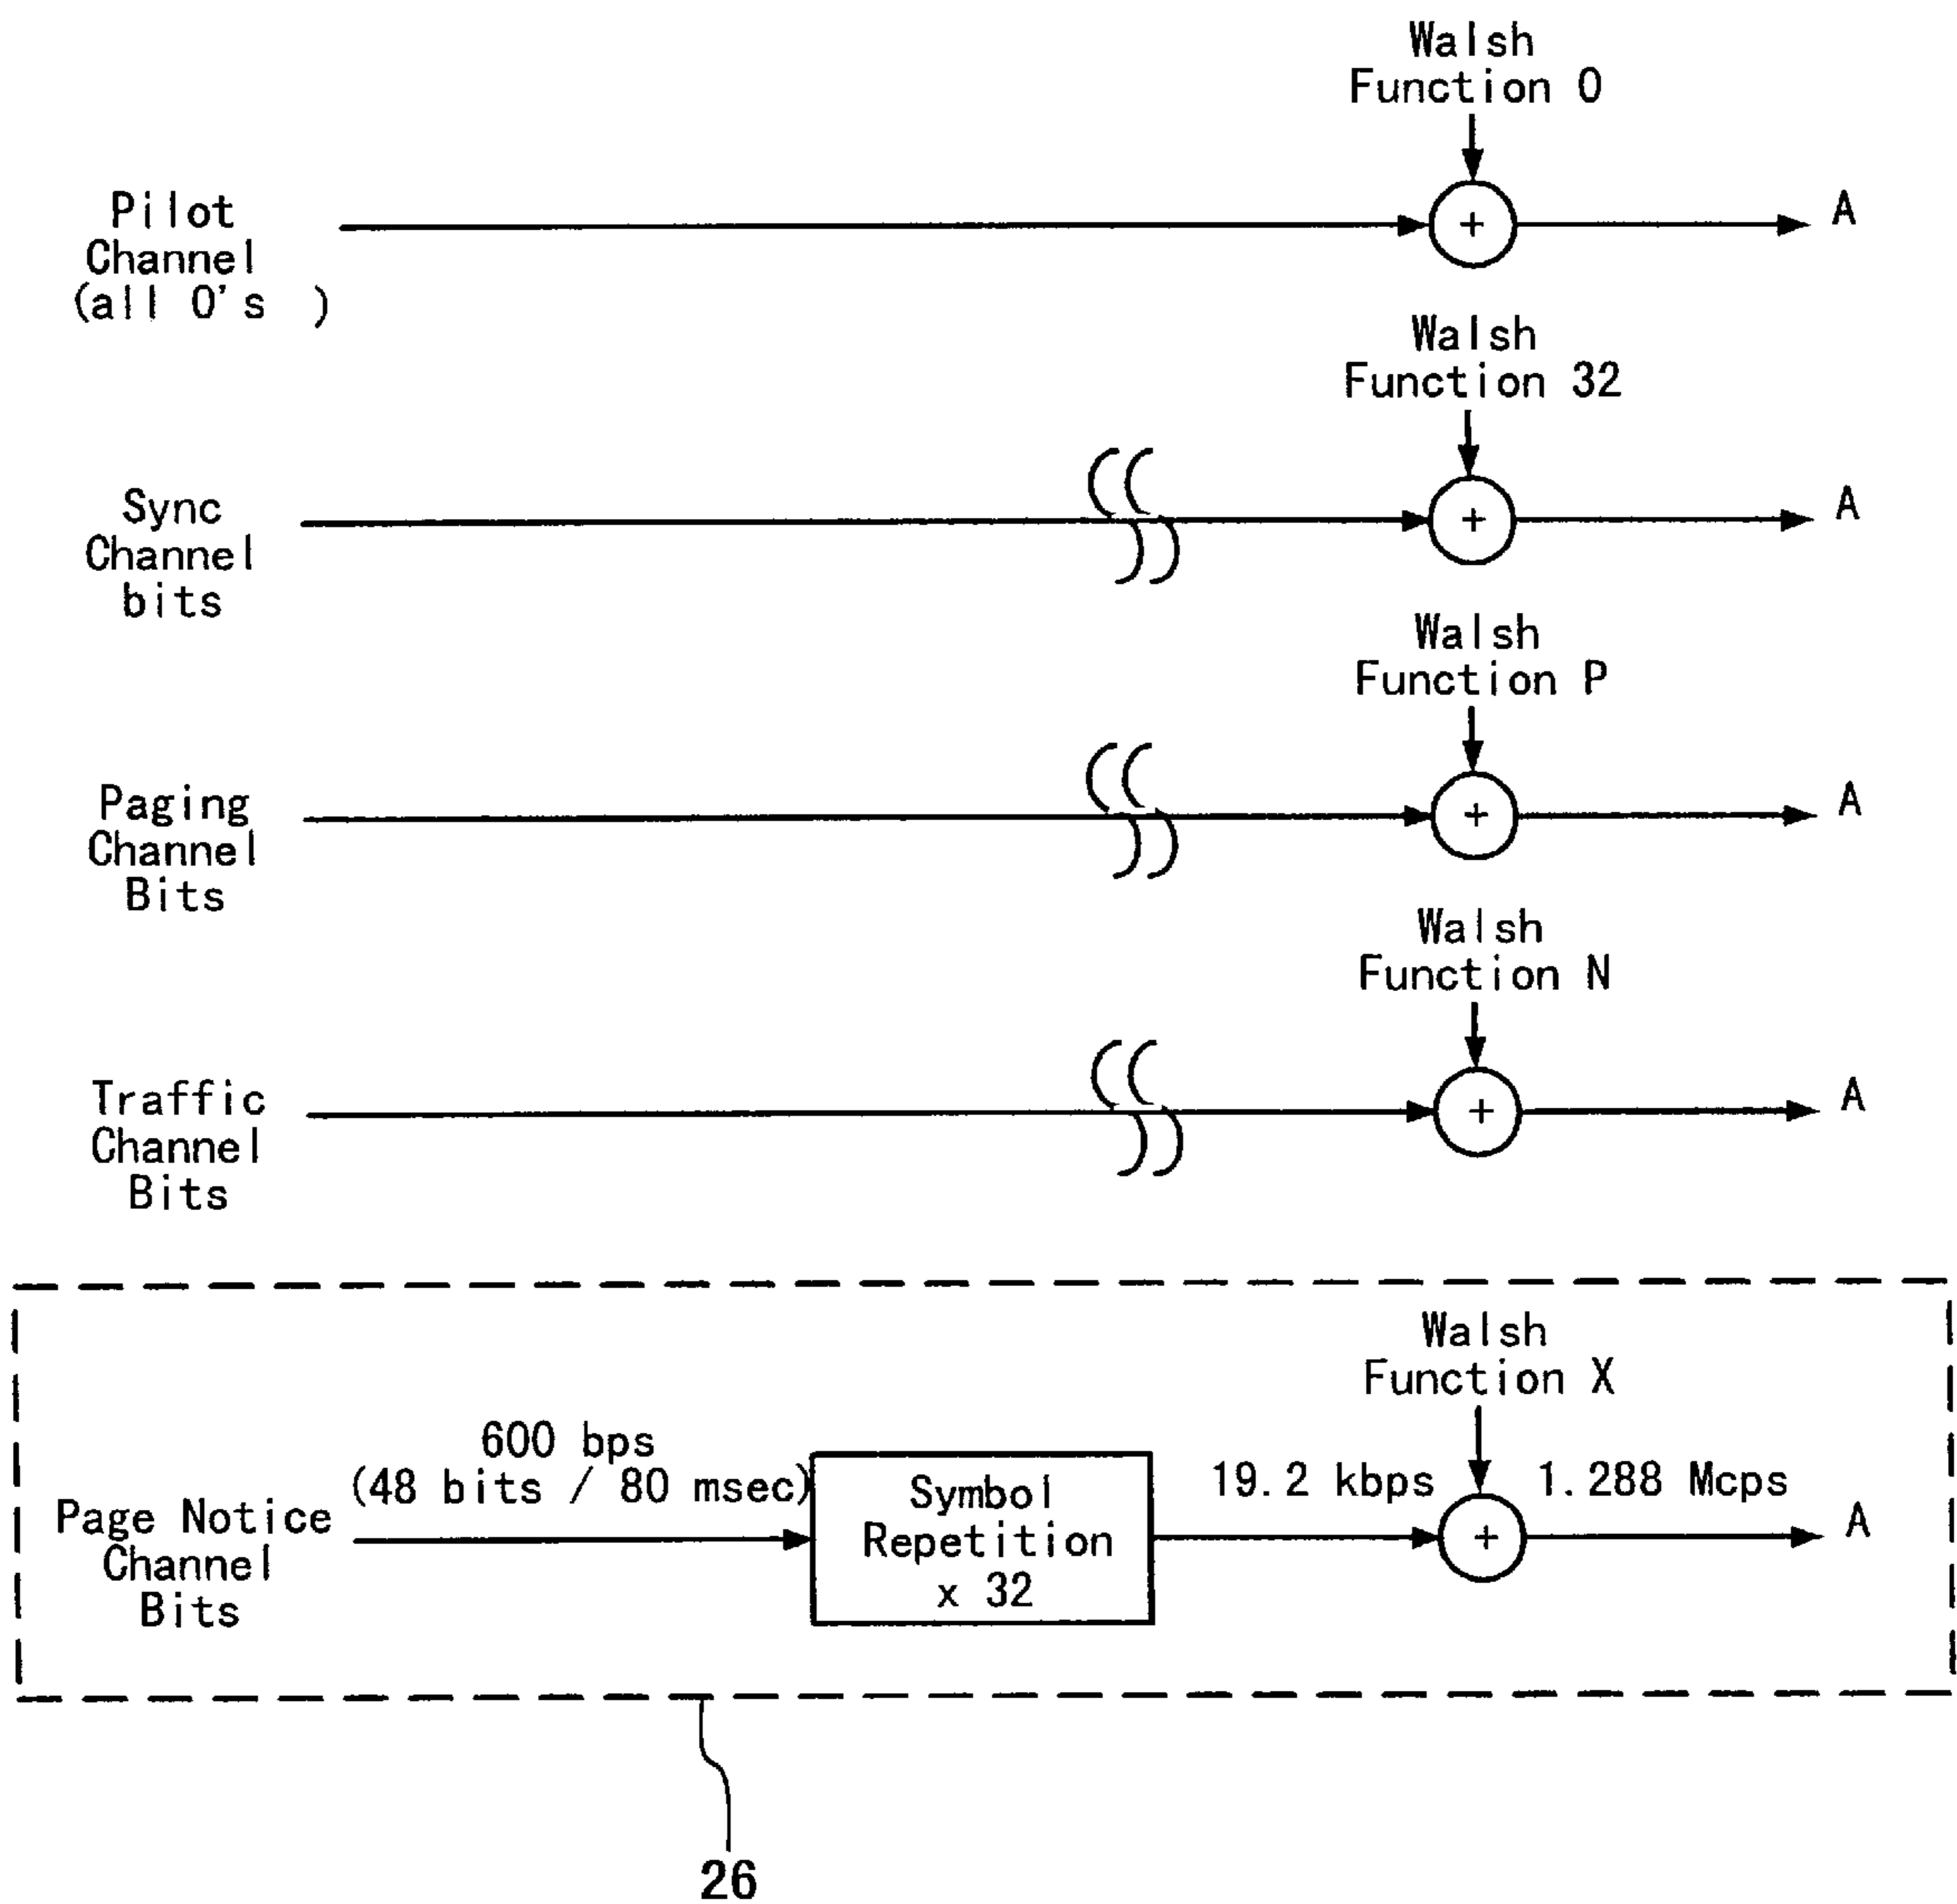 Walsh
Function 0
Pilot
Channel
(all 0's )
+
A
Walsh
Function 32
Sync
Channel
bits
+
A
Walsh
Function P
Paging
Channel
Bits
+
A
Walsh
Function N
Traffic
Channel
Bits
+
A
Walsh
Function X
600 bps
(48 bits / 80 msec)
Page Notice
Channel
Bits
Symbol
Repetition
x 32
19.2 kbps
+
1.288 Mcps
A
26